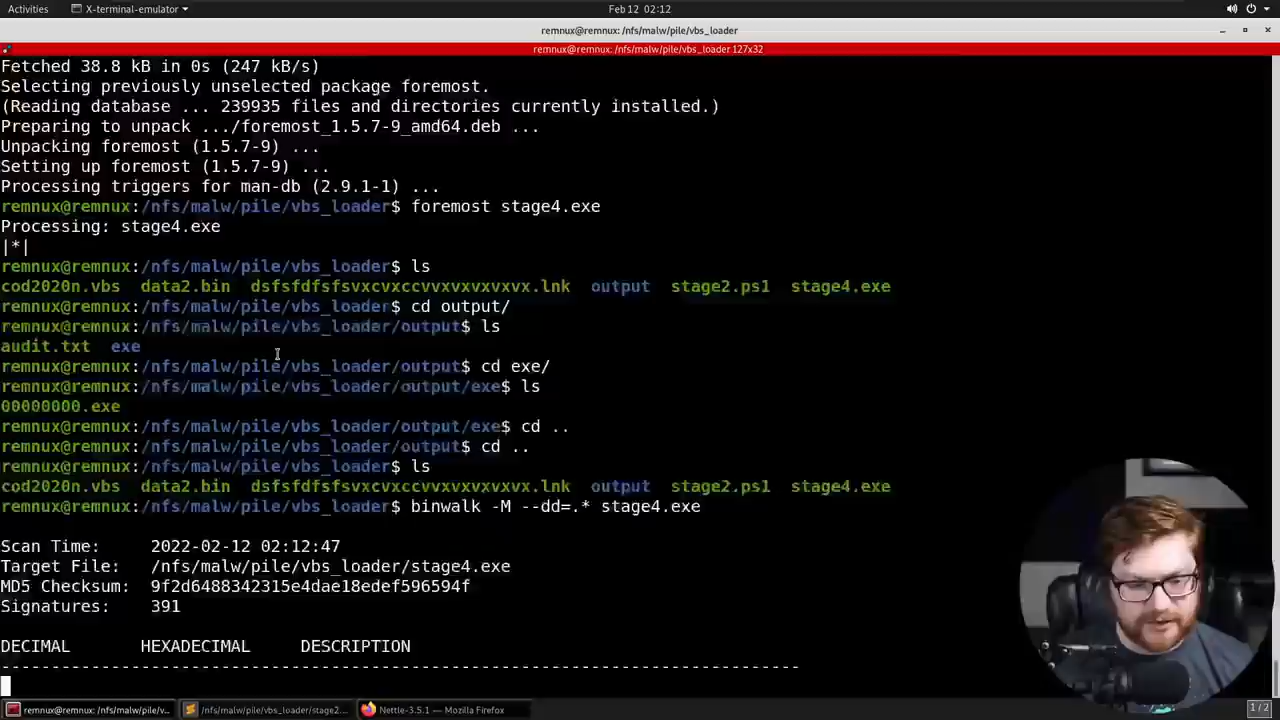 Activities
X-terminal-emulator
Feb 12 02:12
remnux@remnux: /nfs/malw/pile/vbs_loader
remnux@remnux: /nfs/malw/pile/vbs_loader 127x32
Fetched 38.8 kB in 0s (247 kB/s)
Selecting previously unselected package foremost.
(Reading database ... 239935 files and directories currently installed.)
Preparing to unpack .../foremost_1.5.7-9_amd64.deb ...
Unpacking foremost (1.5.7-9) ...
Setting up foremost (1.5.7-9) ...
Processing triggers for man-db (2.9.1-1) ...
remnux@remnux:/nfs/malw/pile/vbs_loader$ foremost stage4.exe
Processing: stage4.exe
|*|
remnux@remnux:/nfs/malw/pile/vbs_loader$ ls
cod2020n.vbs data2.bin dsfsfdfsfsvxcvxccvvxvxvxvxvx.lnk output stage2.ps1 stage4.exe
remnux@remnux:/nfs/malw/pile/vbs_loader$ cd output/
remnux@remnux:/nfs/malw/pile/vbs_loader/output$ ls
audit.txt exe
remnux@remnux:/nfs/malw/pile/vbs_loader/output$ cd exe/
remnux@remnux:/nfs/malw/pile/vbs_loader/output/exe$ ls
00000000.exe
remnux@remnux:/nfs/malw/pile/vbs_loader/output/exe$ cd ..
remnux@remnux:/nfs/malw/pile/vbs_loader/output$ cd ..
remnux@remnux:/nfs/malw/pile/vbs_loader$ ls
cod2020n.vbs data2.bin dsfsfdfsfsvxcvxccvvxvxvxvxvx.lnk output stage2.ps1 stage4.exe
remnux@remnux:/nfs/malw/pile/vbs_loader$ binwalk -M --dd=.* stage4.exe
Scan Time: 2022-02-12 02:12:47
Target File: /nfs/malw/pile/vbs_loader/stage4.exe
MD5 Checksum: 9f2d6488342315e4dae18edef596594f
Signatures: 391
DECIMAL HEXADECIMAL DESCRIPTION
--------------------------------------------------------------------------------
remnux@remnux: /nfs/malw/pile/v...
/nfs/malw/pile/vbs_loader/stage2...
Nettle-3.5.1 — Mozilla Firefox
1 / 2